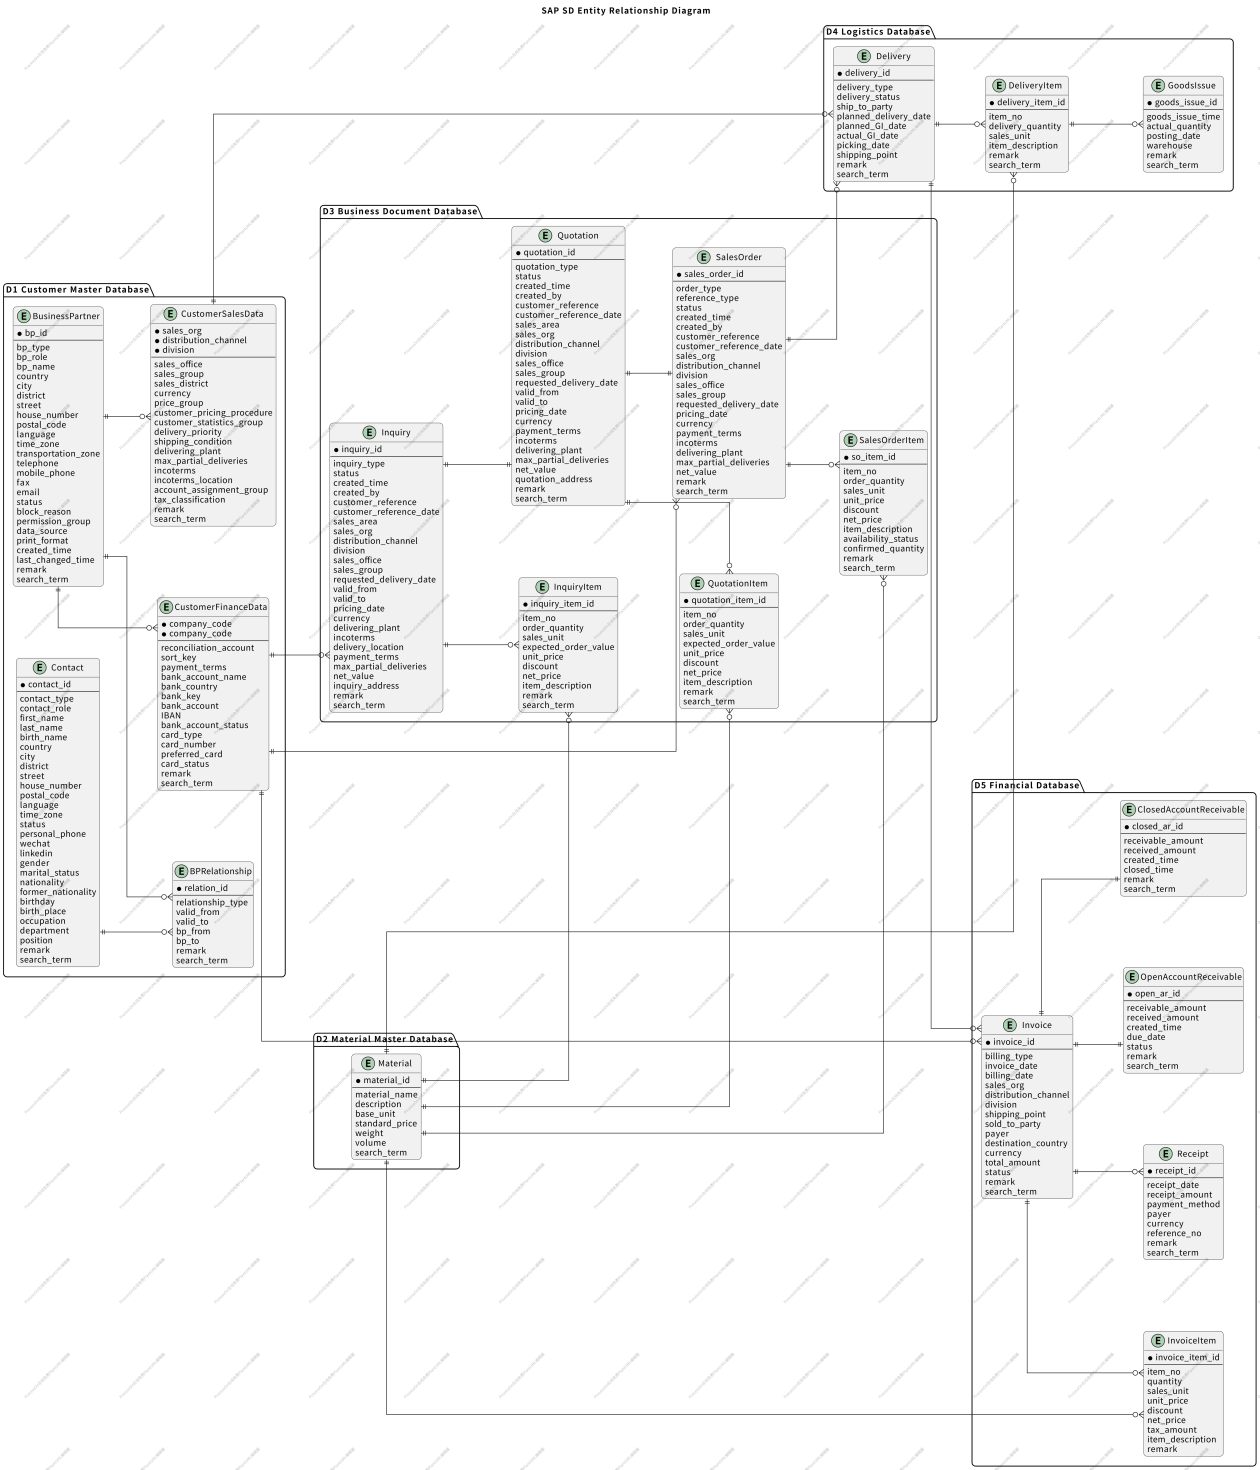 SAP SD Entity Relationship Diagram
D4 Logistics Database
E Delivery
delivery_id
delivery_type
delivery_status
ship_to_party
planned_delivery_date
planned_GI_date
actual_GI_date
picking_date
shipping_point
remark
search_term
E DeliveryItem
delivery_item_id
item_no
delivery_quantity
sales_unit
item_description
remark
search_term
E GoodsIssue
goods_issue_id
goods_issue_time
actual_quantity
posting_date
warehouse
remark
search_term
D3 Business Document Database
E Quotation
quotation_id
quotation_type
status
created_time
created_by
customer_reference
customer_reference_date
sales_area
sales_org
distribution_channel
division
sales_office
sales_group
requested_delivery_date
valid_from
valid_to
pricing_date
currency
payment_terms
incoterms
delivering_plant
max_partial_deliveries
net_value
quotation_address
remark
search_term
E SalesOrder
sales_order_id
order_type
reference_type
status
created_time
created_by
customer_reference
customer_reference_date
sales_org
distribution_channel
division
sales_office
sales_group
requested_delivery_date
pricing_date
currency
payment_terms
incoterms
delivering_plant
max_partial_deliveries
net_value
remark
search_term
E Inquiry
inquiry_id
inquiry_type
status
created_time
created_by
customer_reference
customer_reference_date
sales_area
sales_org
distribution_channel
division
sales_office
sales_group
requested_delivery_date
valid_from
valid_to
pricing_date
currency
delivering_plant
incoterms
delivery_location
payment_terms
max_partial_deliveries
net_value
inquiry_address
remark
search_term
E SalesOrderItem
so_item_id
item_no
order_quantity
sales_unit
unit_price
discount
net_price
item_description
availability_status
confirmed_quantity
remark
search_term
E InquiryItem
inquiry_item_id
item_no
order_quantity
sales_unit
expected_order_value
unit_price
discount
net_price
item_description
remark
search_term
E QuotationItem
quotation_item_id
item_no
order_quantity
sales_unit
expected_order_value
unit_price
discount
net_price
item_description
remark
search_term
D1 Customer Master Database
E BusinessPartner
bp_id
bp_type
bp_role
bp_name
country
city
district
street
house_number
postal_code
language
time_zone
transportation_zone
telephone
mobile_phone
fax
email
status
block_reason
permission_group
data_source
print_format
created_time
last_changed_time
remark
search_term
E CustomerSalesData
sales_org
distribution_channel
division
sales_office
sales_group
sales_district
currency
price_group
customer_pricing_procedure
customer_statistics_group
delivery_priority
shipping_condition
delivering_plant
max_partial_deliveries
incoterms
incoterms_location
account_assignment_group
tax_classification
remark
search_term
E CustomerFinanceData
company_code
company_code
reconciliation_account
sort_key
payment_terms
bank_account_name
bank_country
bank_key
bank_account
IBAN
bank_account_status
card_type
card_number
preferred_card
card_status
remark
search_term
E Contact
contact_id
contact_type
contact_role
first_name
last_name
birth_name
country
city
district
street
house_number
postal_code
language
time_zone
status
personal_phone
wechat
linkedin
gender
marital_status
nationality
former_nationality
birthday
birth_place
occupation
department
position
remark
search_term
E BPRelationship
relation_id
relationship_type
valid_from
valid_to
bp_from
bp_to
remark
search_term
D2 Material Master Database
E Material
material_id
material_name
description
base_unit
standard_price
weight
volume
search_term
D5 Financial Database
E ClosedAccountReceivable
closed_ar_id
receivable_amount
received_amount
created_time
closed_time
remark
search_term
E OpenAccountReceivable
open_ar_id
receivable_amount
received_amount
created_time
due_date
status
remark
search_term
E Invoice
invoice_id
billing_type
invoice_date
billing_date
sales_org
distribution_channel
division
shipping_point
sold_to_party
payer
destination_country
currency
total_amount
status
remark
search_term
E Receipt
receipt_id
receipt_date
receipt_amount
payment_method
payer
currency
reference_no
remark
search_term
E InvoiceItem
invoice_item_id
item_no
quantity
sales_unit
unit_price
discount
net_price
tax_amount
item_description
remark